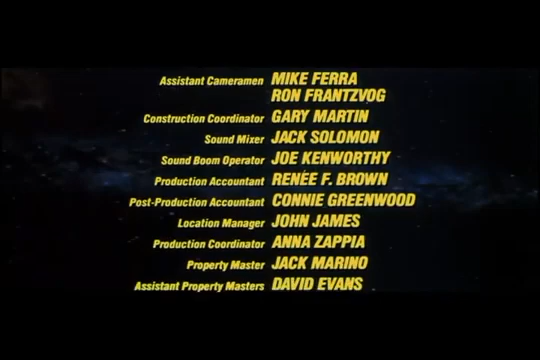 Assistant Cameramen MIKE FERRA
RON FRANTZVOG
Construction Coordinator GARY MARTIN
Sound Mixer JACK SOLOMON
Sound Boom Operator JOE KENWORTHY
Production Accountant RENÉE F. BROWN
Post-Production Accountant CONNIE GREENWOOD
Location Manager JOHN JAMES
Production Coordinator ANNA ZAPPIA
Property Master JACK MARINO
Assistant Property Masters DAVID EVANS